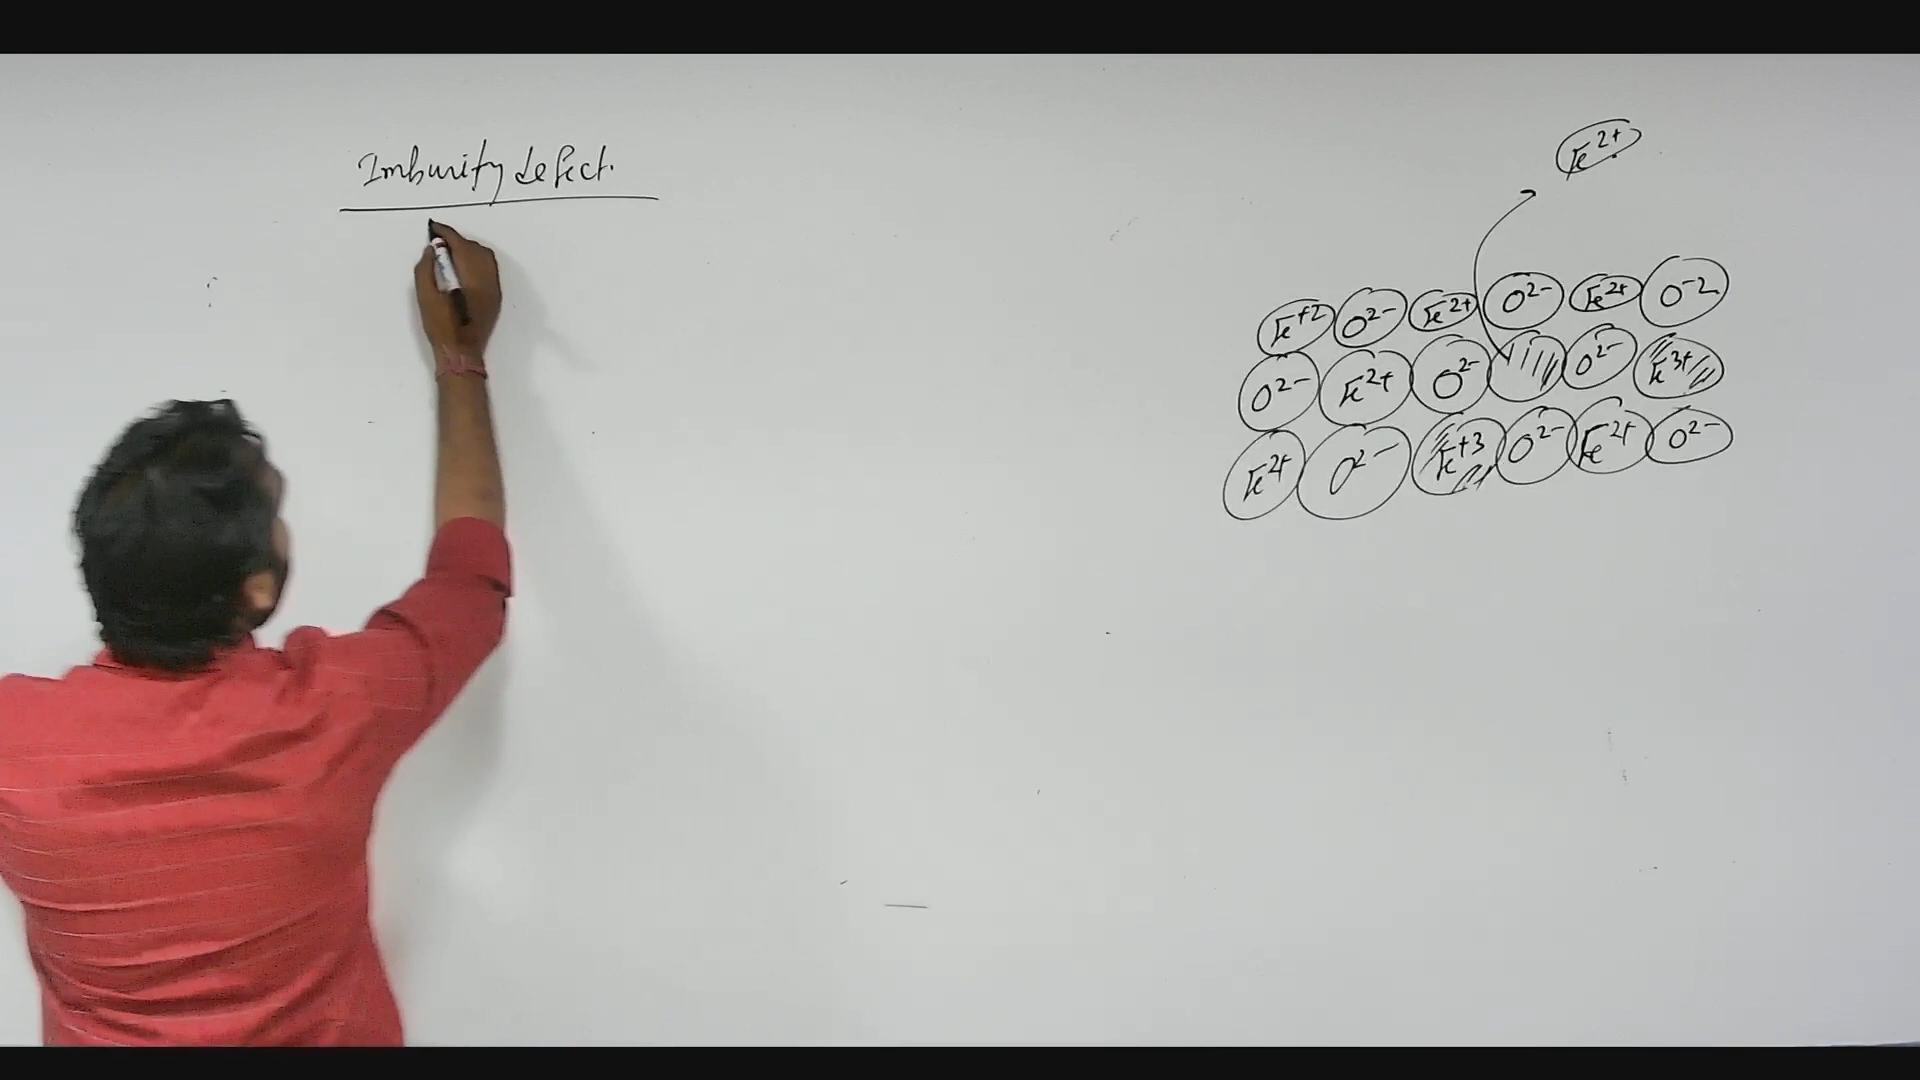 Impurity defect.
Fe2+
Fe+2 O2- Fe2+ O2- Fe2+ O-2
O2- Fe2+ O2- O2- Fe3+
Fe2+ O2- Fe+3 O2- Fe2+ O2-